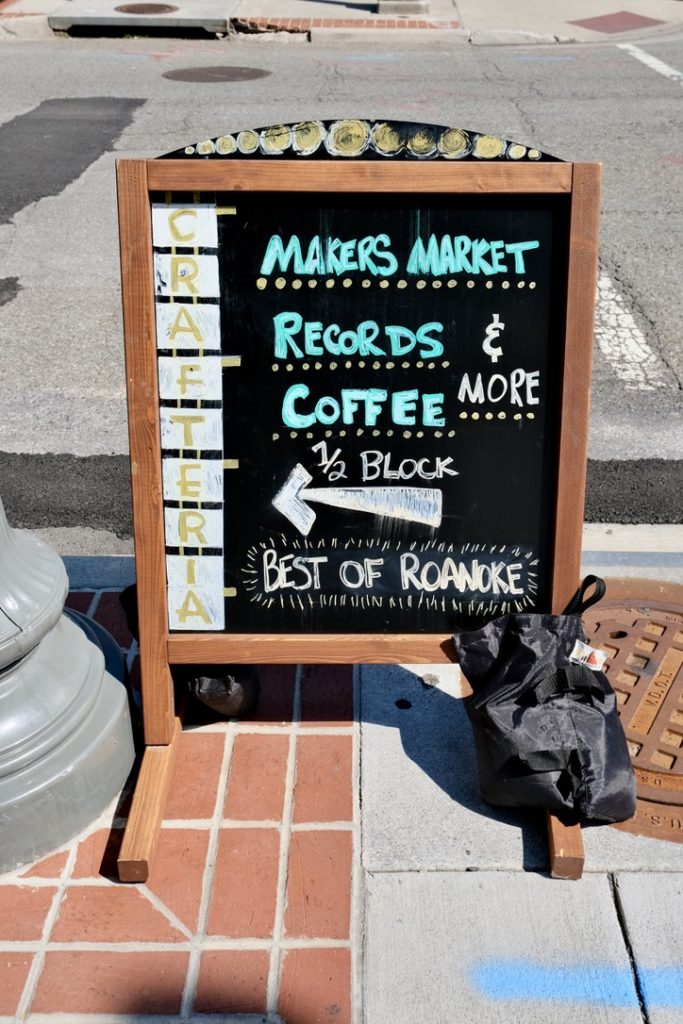 CRAFTERIA
MAKERS MARKET
RECORDS &
COFFEE MORE
1/2 BLOCK
BEST OF ROANOKE
V.D.O.T.
U.S.